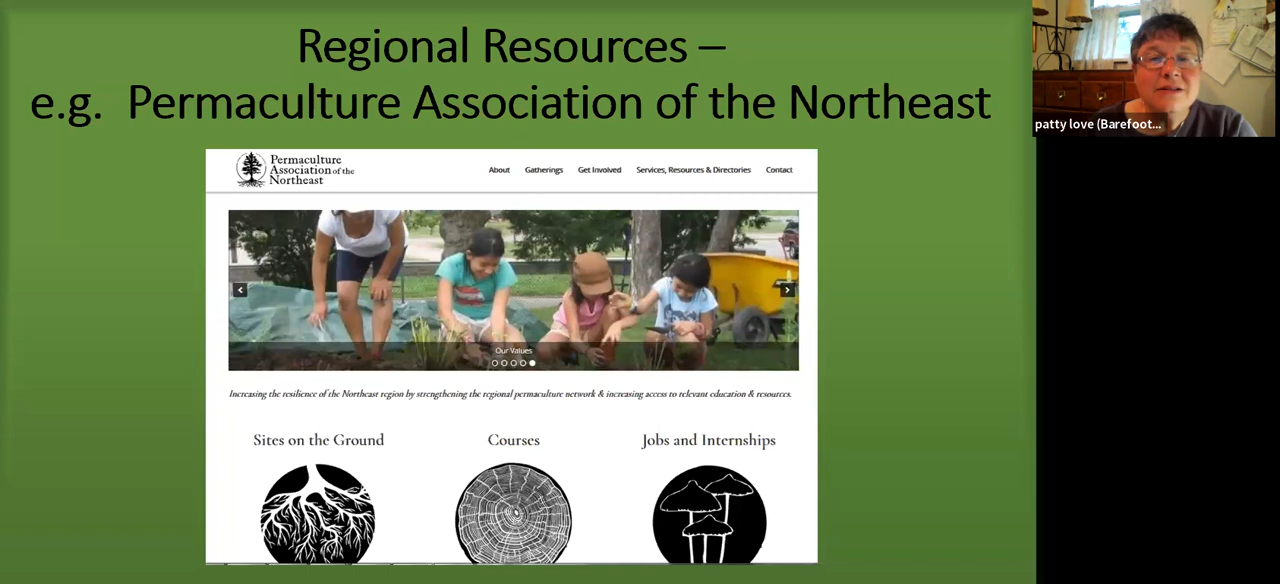 Regional Resources –
e.g. Permaculture Association of the Northeast
patty love (Barefoot...
Permaculture
Association of the
Northeast
About Gatherings Get Involved Services, Resources & Directories Contact
Our Values
Increasing the resilience of the Northeast region by strengthening the regional permaculture network & increasing access to relevant education & resources.
Sites on the Ground Courses Jobs and Internships